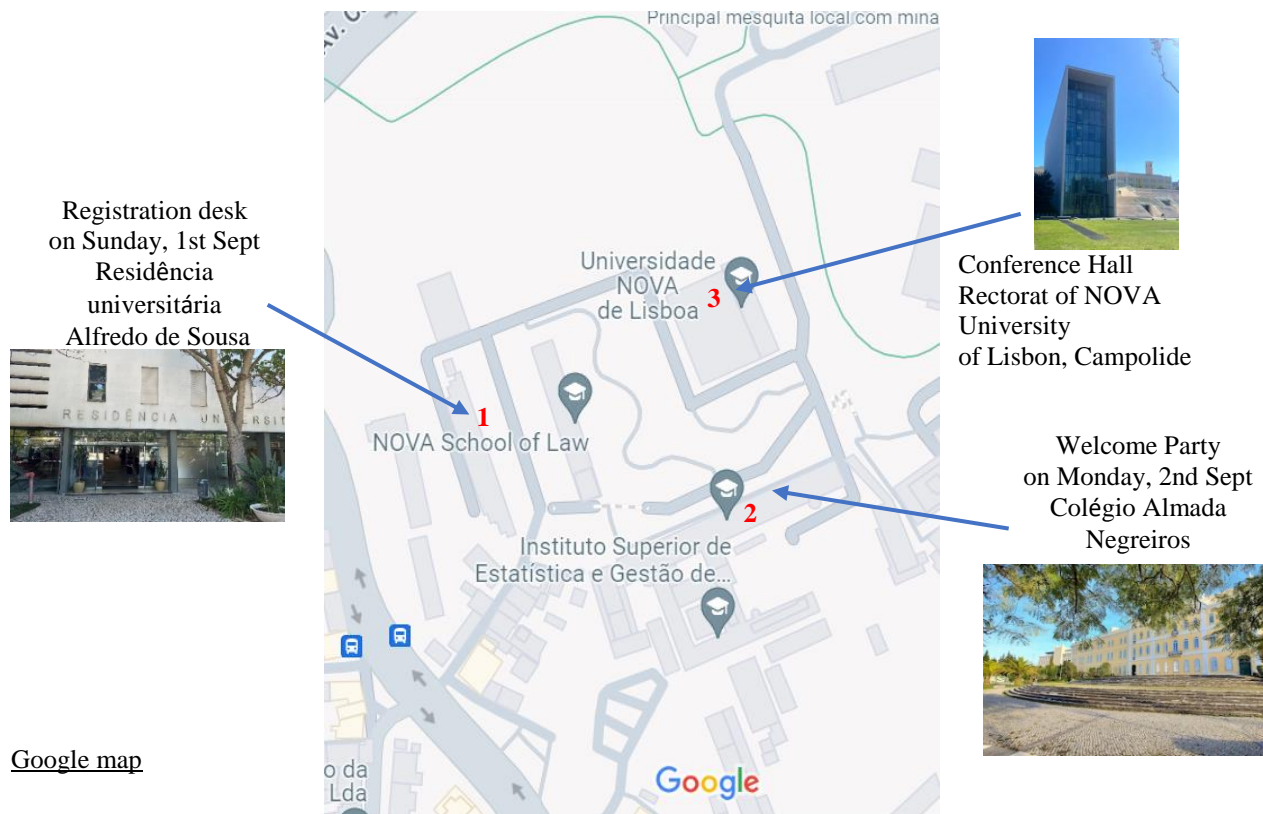 Principal mesquita local com mina
Av. C
Registration desk
on Sunday, 1st Sept
Residência
universitária
Alfredo de Sousa
RESIDÊNCIA UNIVERSIT
Universidade
NOVA
de Lisboa
3
Conference Hall
Rectorat of NOVA
University
of Lisbon, Campolide
1
NOVA School of Law
2
Instituto Superior de
Estatística e Gestão de...
Welcome Party
on Monday, 2nd Sept
Colégio Almada
Negreiros
Google map
o da
Lda
Google